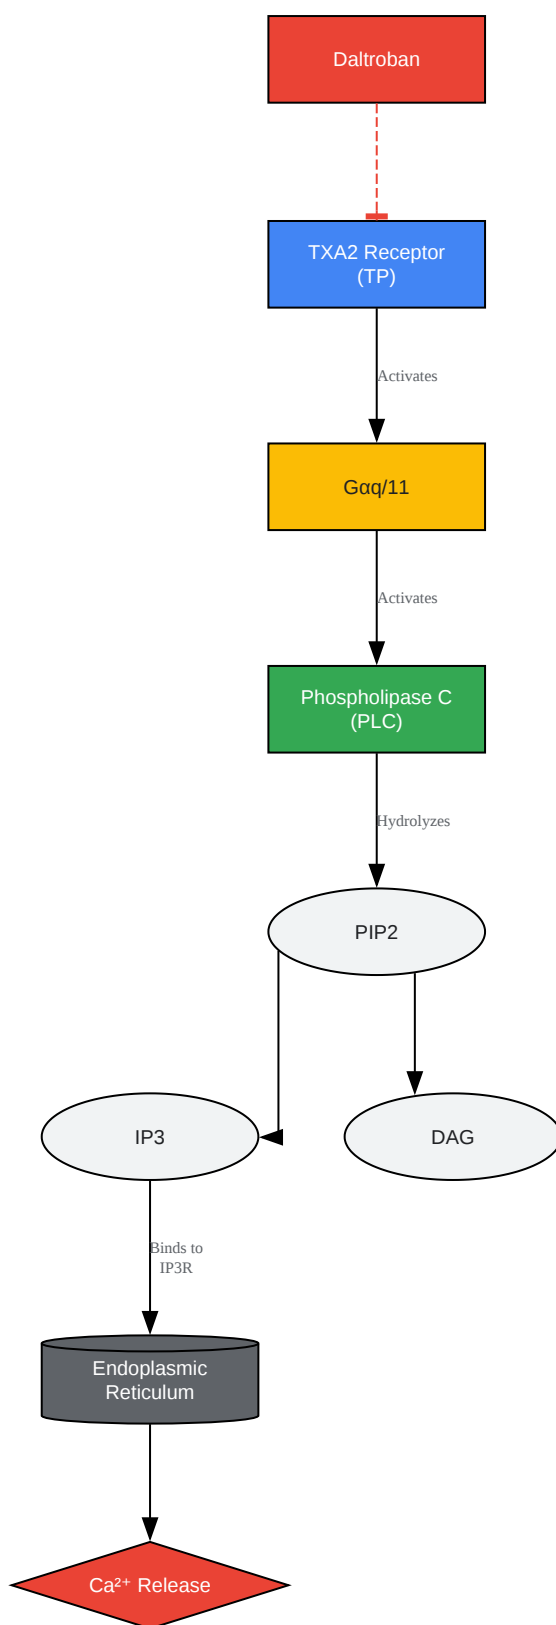 Daltroban
TXA2 Receptor
(TP)
Activates
Gαq/11
Activates
Phospholipase C
(PLC)
Hydrolyzes
PIP2
IP3
DAG
Binds to
IP3R
Endoplasmic
Reticulum
Ca²⁺ Release